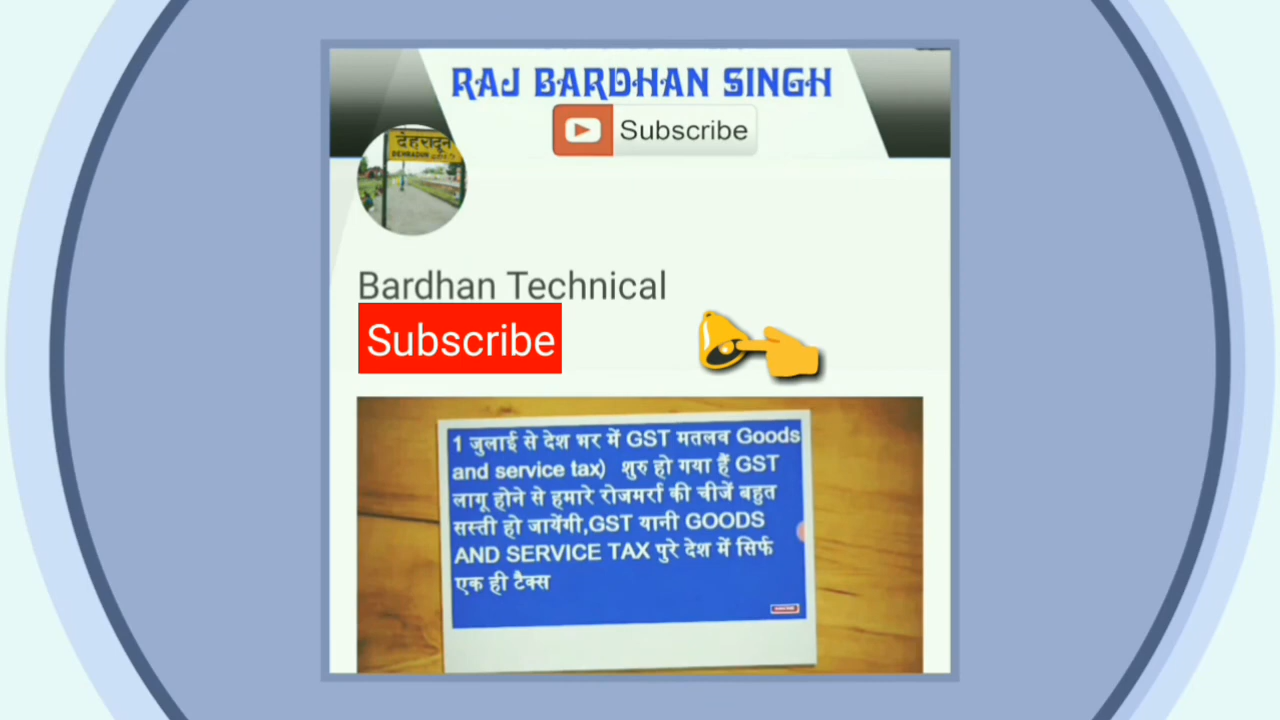 RAJ BARDHAN SINGH
Subscribe
देहरादून
DEHRADUN
Bardhan Technical
Subscribe
1 जुलाई से देश भर में GST मतलब Goods
and service tax) शुरु हो गया हैं GST
लागू होने से हमारे रोजमर्रा की चीजें बहुत
सस्ती हो जायेंगी,GST यानी GOODS
AND SERVICE TAX पुरे देश में सिर्फ
एक ही टैक्स